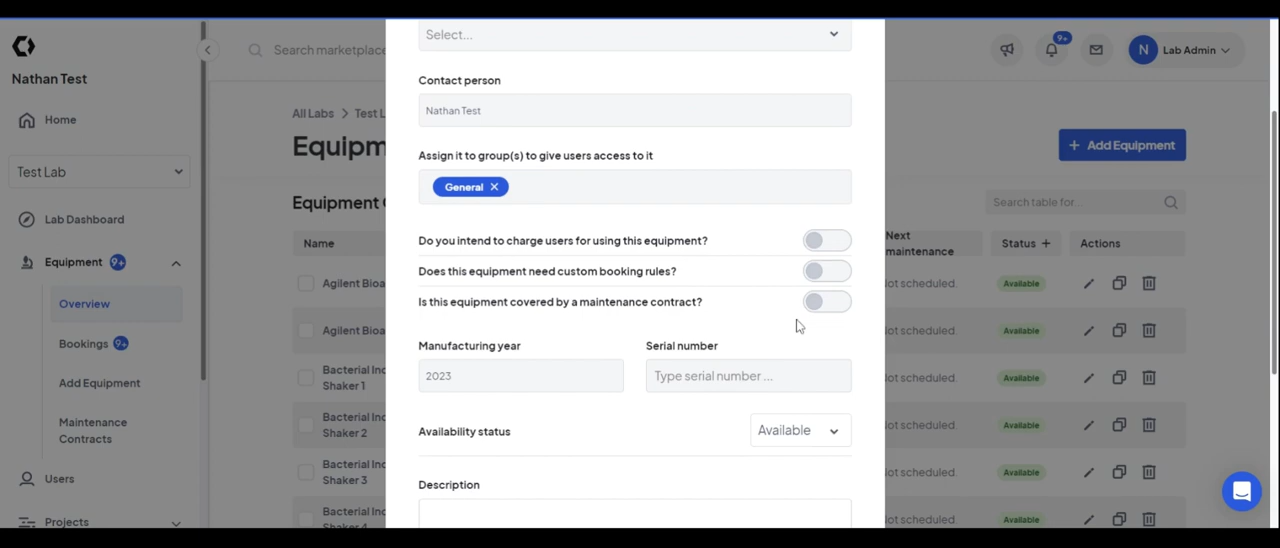 Nathan Test
Home
Test Lab
Lab Dashboard
Equipment 9+
Overview
Bookings 9+
Add Equipment
Maintenance
Contracts
Users
Projects
Search marketplace
9+
N Lab Admin
All Labs > Test L
Equipm
+ Add Equipment
Equipment
Search table for...
Name
Next
maintenance
Status +
Actions
Agilent Bioa
Not scheduled.
Available
Agilent Bioa
Not scheduled.
Available
Bacterial Inc
Shaker 1
Not scheduled.
Available
Bacterial Inc
Shaker 2
Not scheduled.
Available
Bacterial Inc
Shaker 3
Not scheduled.
Available
Bacterial Inc
Shaker 4
Not scheduled.
Available
Select...
Contact person
Nathan Test
Assign it to group(s) to give users access to it
General ×
Do you intend to charge users for using this equipment?
Does this equipment need custom booking rules?
Is this equipment covered by a maintenance contract?
Manufacturing year
Serial number
2023
Type serial number ...
Availability status
Available
Description